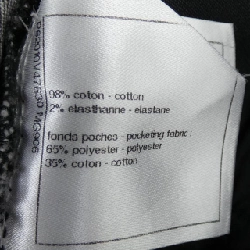 98% coton - cotton
2% elasthanne - elastane
fonds poches - pocketing fabric
65% polyester - polyester
35% coton - cotton